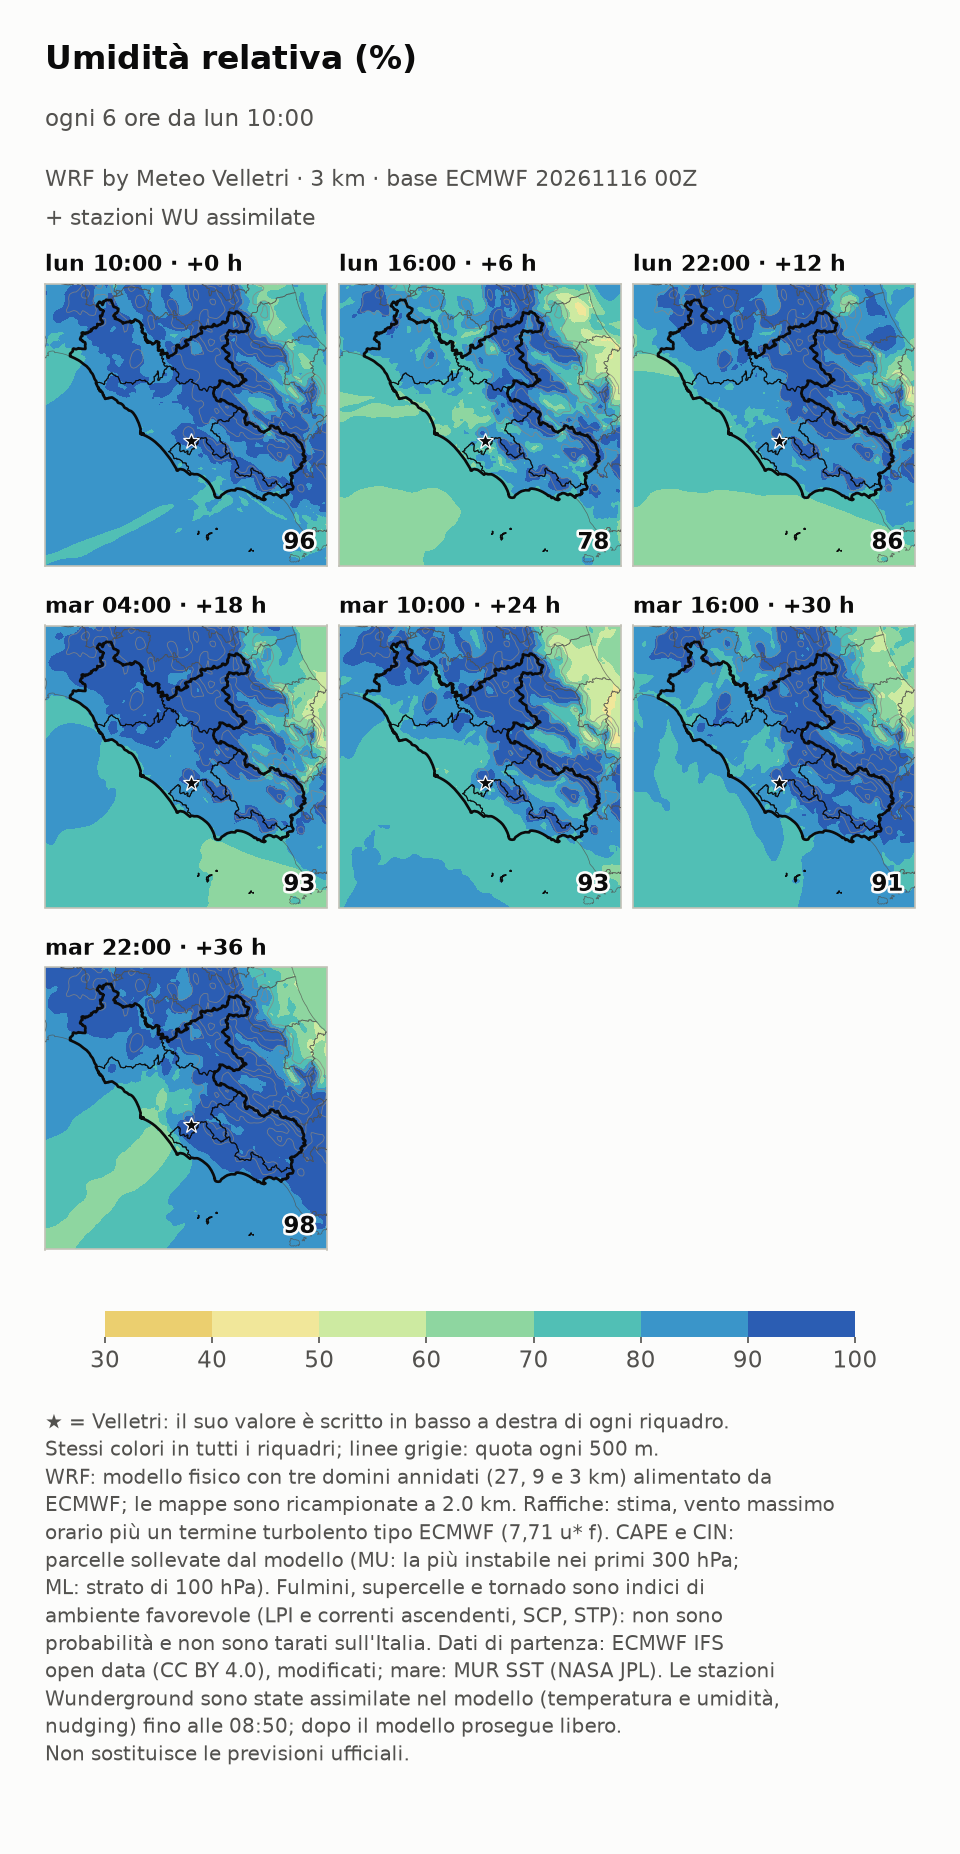 Umidità relativa (%)
ogni 6 ore da lun 10:00
WRF by Meteo Velletri · 3 km · base ECMWF 20261116 00Z
+ stazioni WU assimilate
lun 10:00 · +0 h
lun 16:00 · +6 h
lun 22:00 · +12 h
96
78
86
mar 04:00 · +18 h
mar 10:00 · +24 h
mar 16:00 · +30 h
93
93
91
mar 22:00 · +36 h
98
30 40 50 60 70 80 90 100
★ = Velletri: il suo valore è scritto in basso a destra di ogni riquadro.
Stessi colori in tutti i riquadri; linee grigie: quota ogni 500 m.
WRF: modello fisico con tre domini annidati (27, 9 e 3 km) alimentato da
ECMWF; le mappe sono ricampionate a 2.0 km. Raffiche: stima, vento massimo
orario più un termine turbolento tipo ECMWF (7,71 u* f). CAPE e CIN:
parcelle sollevate dal modello (MU: la più instabile nei primi 300 hPa;
ML: strato di 100 hPa). Fulmini, supercelle e tornado sono indici di
ambiente favorevole (LPI e correnti ascendenti, SCP, STP): non sono
probabilità e non sono tarati sull'Italia. Dati di partenza: ECMWF IFS
open data (CC BY 4.0), modificati; mare: MUR SST (NASA JPL). Le stazioni
Wunderground sono state assimilate nel modello (temperatura e umidità,
nudging) fino alle 08:50; dopo il modello prosegue libero.
Non sostituisce le previsioni ufficiali.